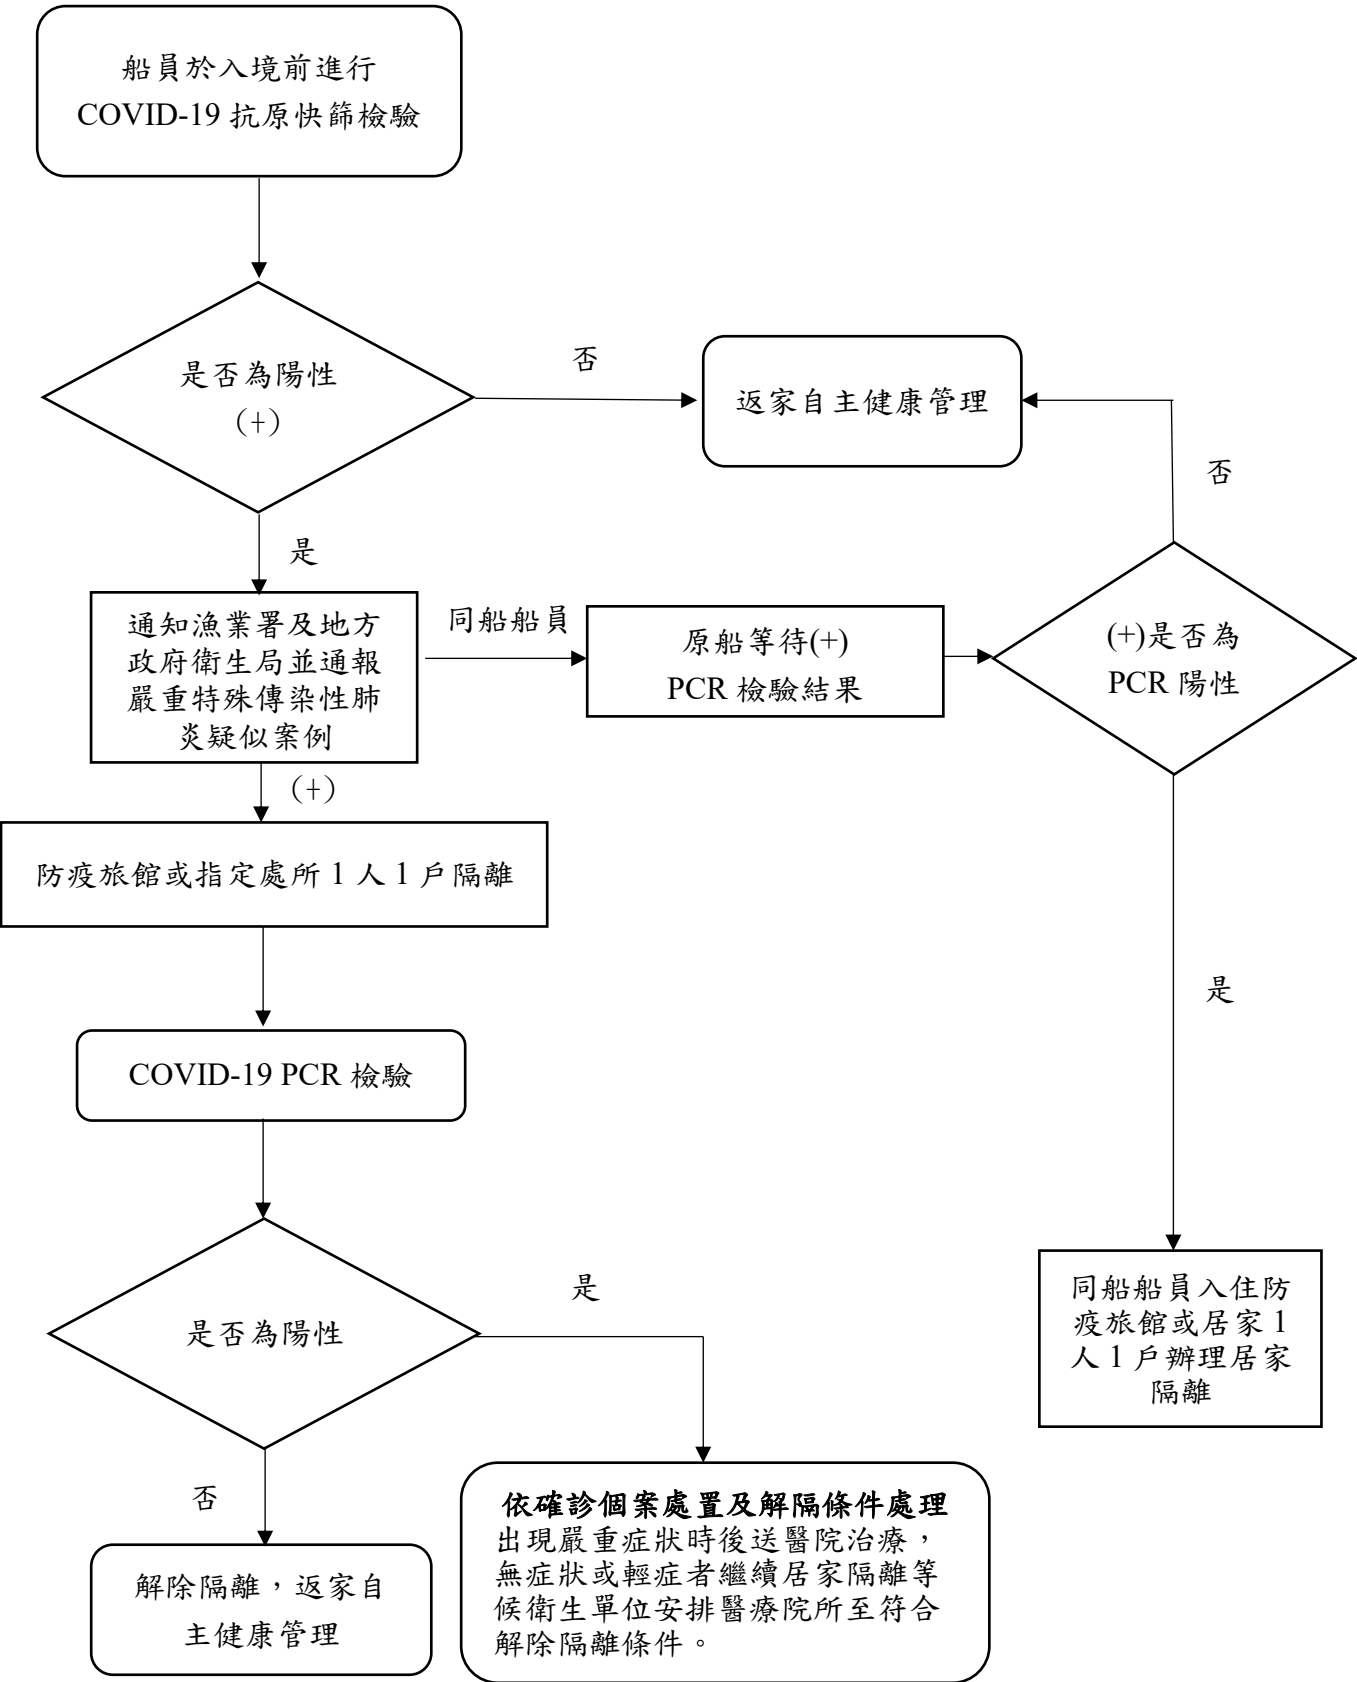 船員於入境前進行
COVID-19 抗原快篩檢驗
是否為陽性
(+)
否
返家自主健康管理
否
是
通知漁業署及地方
政府衛生局並通報
嚴重特殊傳染性肺
炎疑似案例
同船船員
原船等待(+)
PCR 檢驗結果
(+)是否為
PCR 陽性
(+)
防疫旅館或指定處所 1 人 1 戶隔離
是
COVID-19 PCR 檢驗
是否為陽性
是
同船船員入住防
疫旅館或居家 1
人 1 戶辦理居家
隔離
否
解除隔離，返家自
主健康管理
依確診個案處置及解隔條件處理
出現嚴重症狀時後送醫院治療，
無症狀或輕症者繼續居家隔離等
候衛生單位安排醫療院所至符合
解除隔離條件。